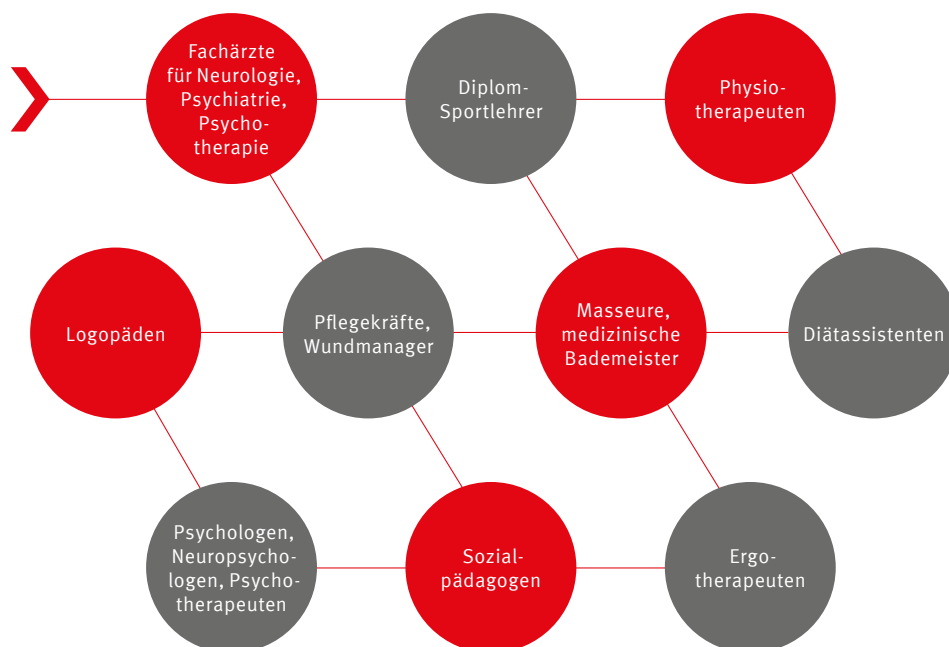 Fachärzte
für Neurologie,
Psychiatrie,
Psycho-
therapie
Diplom-
Sportlehrer
Physio-
therapeuten
Logopäden
Pflegekräfte,
Wundmanager
Masseure,
medizinische
Bademeister
Diätassistenten
Psychologen,
Neuropsycho-
logen, Psycho-
therapeuten
Sozial-
pädagogen
Ergo-
therapeuten